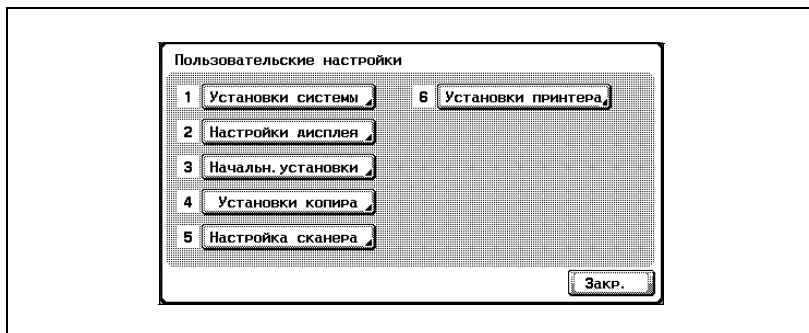 Пользовательские настройки
1 Установки системы
2 Настройки дисплея
3 Начальн.установки
4 Установки копира
5 Настройка сканера
6 Установки принтера
Закр.